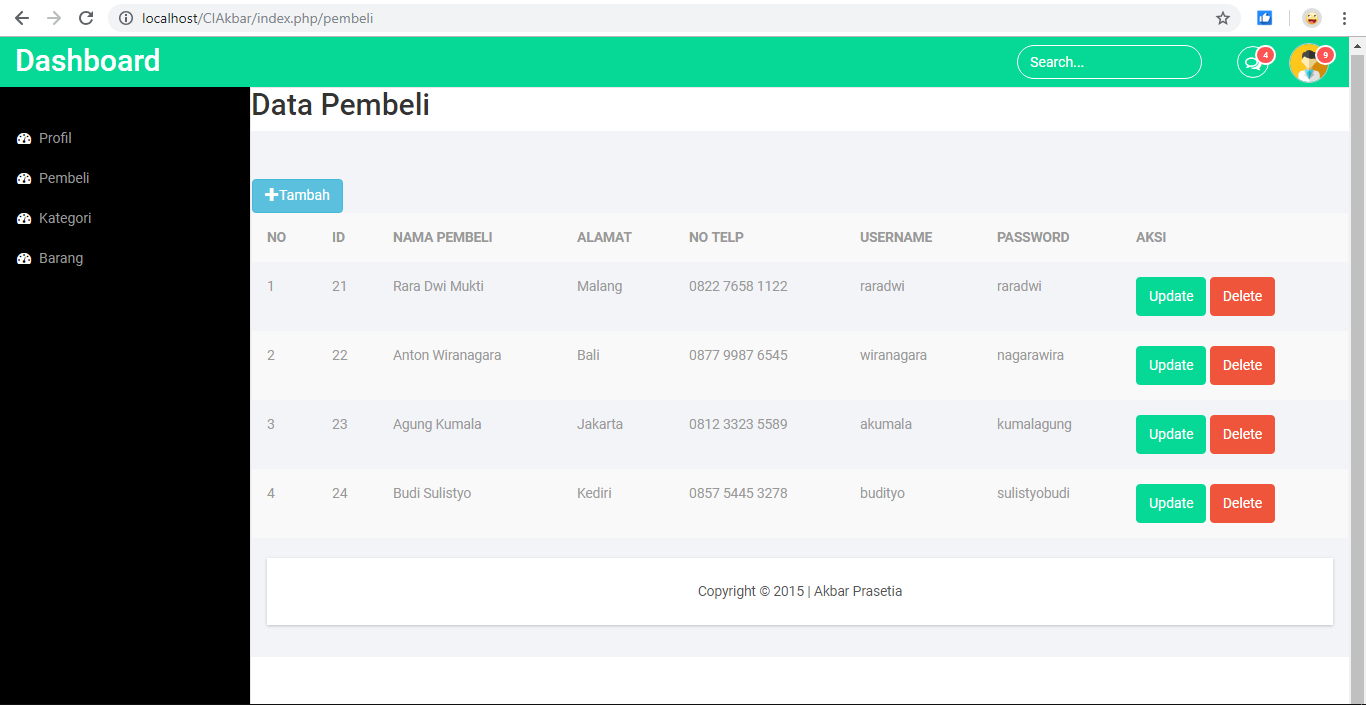 localhost/CIAkbar/index.php/pembeli
Dashboard
Search...
4
9
Profil
Pembeli
Kategori
Barang
Data Pembeli
Tambah
NO ID NAMA PEMBELI ALAMAT NO TELP USERNAME PASSWORD AKSI
1 21 Rara Dwi Mukti Malang 0822 7658 1122 raradwi raradwi Update Delete
2 22 Anton Wiranagara Bali 0877 9987 6545 wiranagara nagarawira Update Delete
3 23 Agung Kumala Jakarta 0812 3323 5589 akumala kumalagung Update Delete
4 24 Budi Sulistyo Kediri 0857 5445 3278 budityo sulistyobudi Update Delete
Copyright © 2015 | Akbar Prasetia